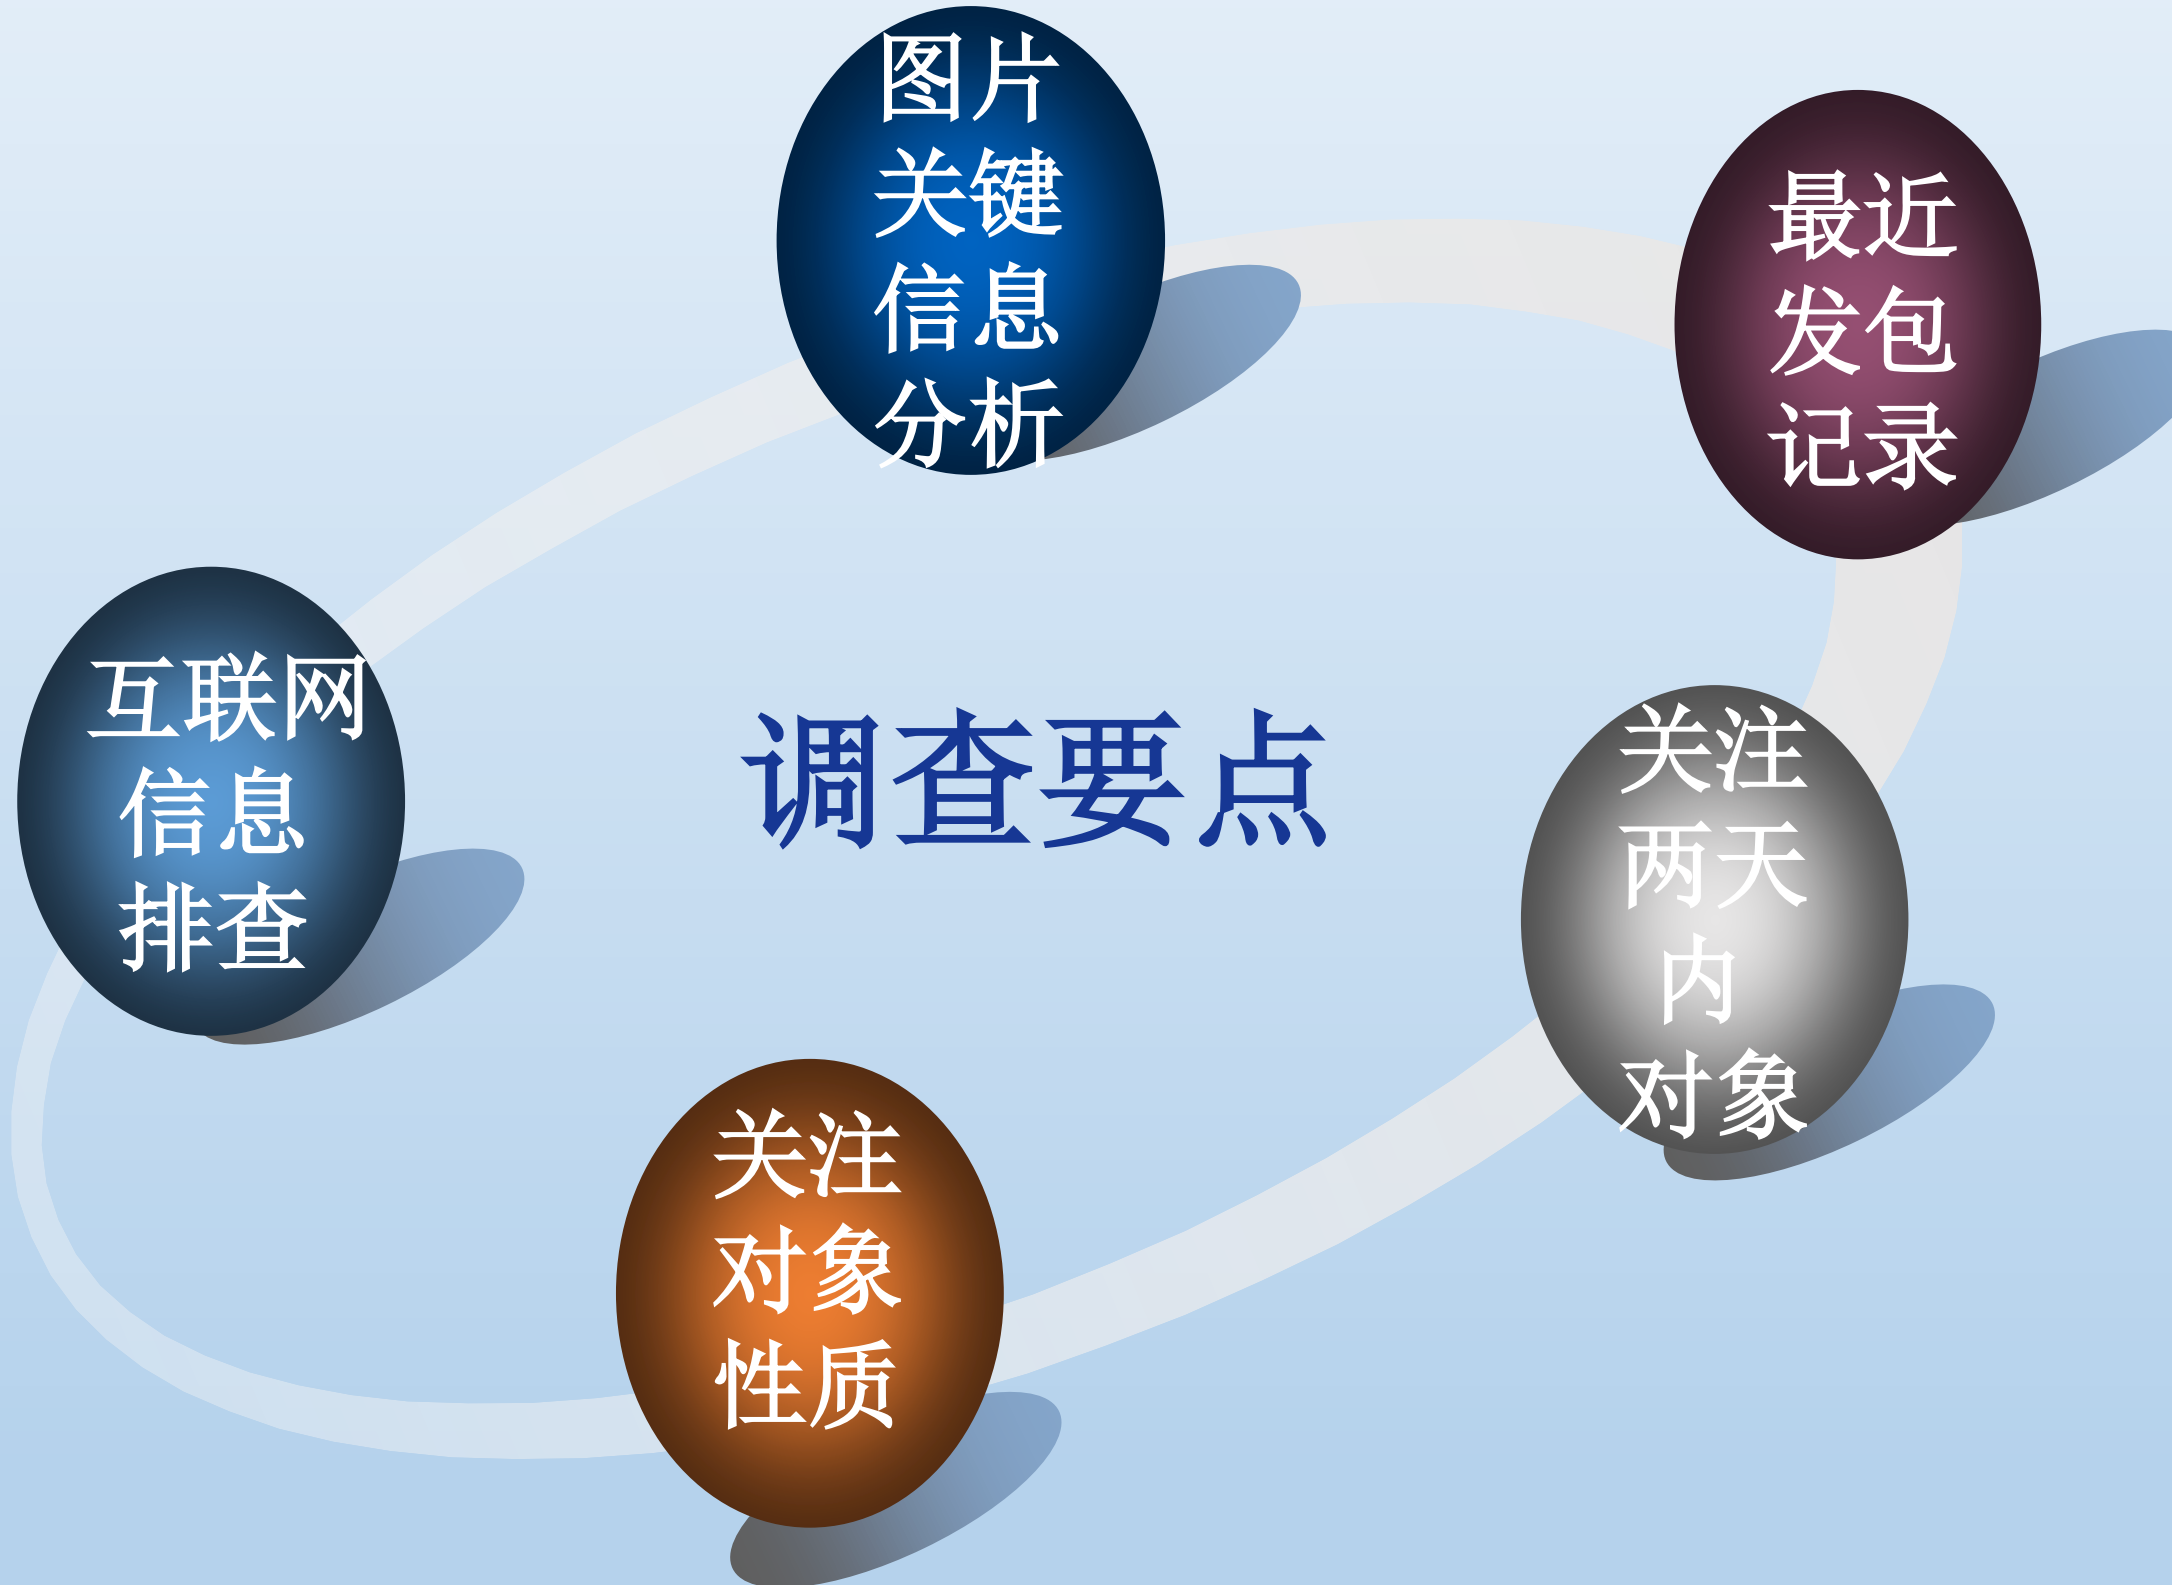 图片
关键
信息
分析
最近
发包
记录
互联网
信息
排查
调查要点
关注
两天
内
对象
关注
对象
性质